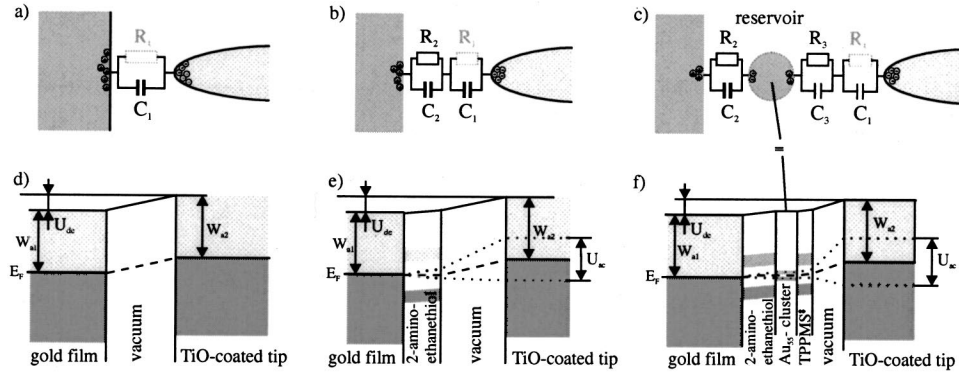 a)
R1
C1
b)
R2 R1
C2 C1
c)
reservoir
R2 R3 R1
C2 C3 C1
d)
Wa1
Udc
Wa2
EF
gold film
vacuum
TiO-coated tip
e)
Wa1
Udc
Wa2
Uac
EF
gold film
2-amino-
ethanethiol
vacuum
TiO-coated tip
f)
Wa1
Udc
Wa2
Uac
EF
gold film
2-amino-
ethanethiol
Au55- cluster
TPPMS
vacuum
TiO-coated tip